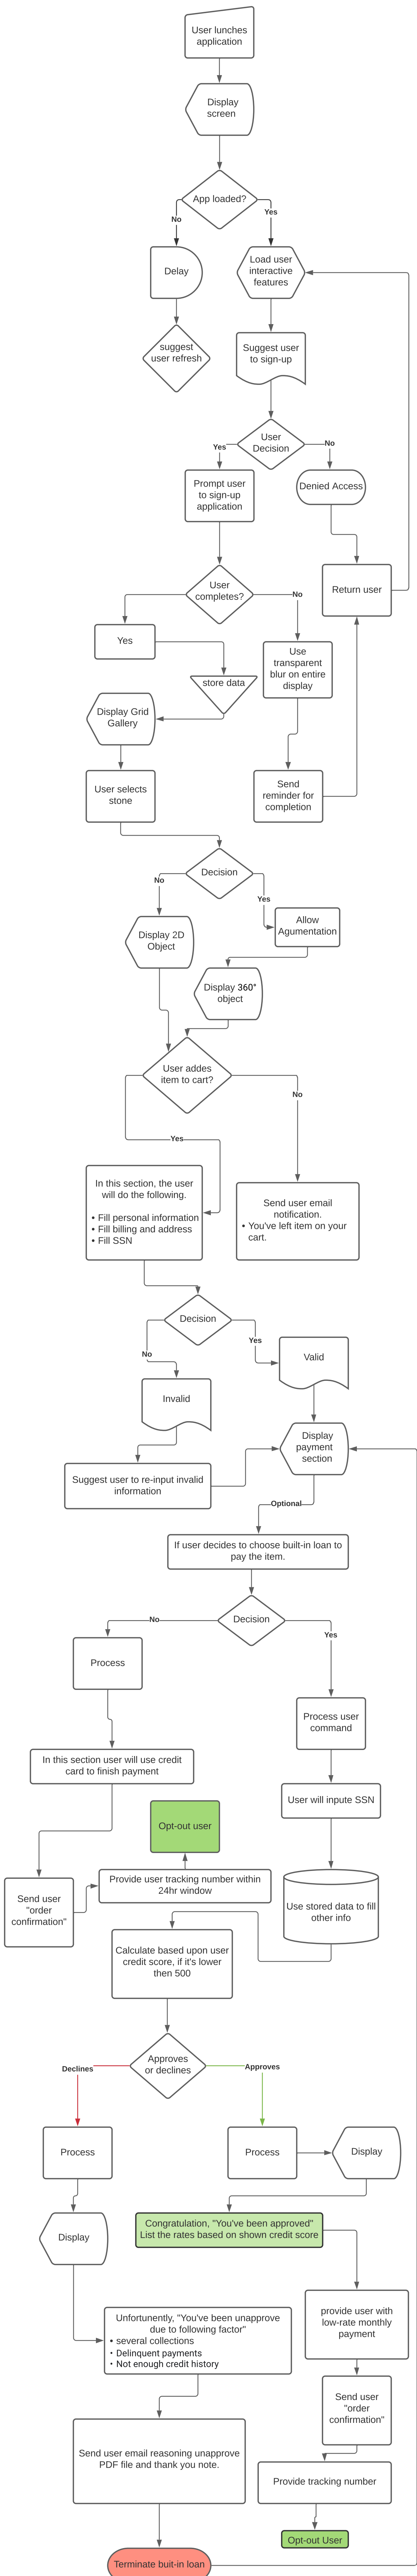 User lunches
application
Display
screen
App loaded?
No
Yes
Delay
Load user
interactive
features
suggest
user refresh
Suggest user
to sign-up
User
Decision
Yes
No
Prompt user
to sign-up
application
Denied Access
User
completes?
No
Return user
Yes
Use
transparent
blur on entire
display
store data
Display Grid
Gallery
User selects
stone
Send
reminder for
completion
Decision
No
Yes
Allow
Agumentation
Display 2D
Object
Display 360°
object
User addes
item to cart?
No
Yes
In this section, the user
will do the following.
• Fill personal information
• Fill billing and address
• Fill SSN
Send user email
notification.
• You've left item on your
cart.
Decision
No
Yes
Valid
Invalid
Display
payment
section
Suggest user to re-input invalid
information
Optional
If user decides to choose built-in loan to
pay the item.
Decision
No
Yes
Process
Process user
command
In this section user will use credit
card to finish payment
User will inpute SSN
Opt-out user
Provide user tracking number within
24hr window
Send user
"order
confirmation"
Use stored data to fill
other info
Calculate based upon user
credit score, if it's lower
then 500
Approves
or declines
Declines
Approves
Process
Process
Display
Display
Congratulation, "You've been approved"
List the rates based on shown credit score
Unfortunently, "You've been unapprove
due to following factor"
• several collections
• Delinquent payments
• Not enough credit history
provide user with
low-rate monthly
payment
Send user
"order
confirmation"
Send user email reasoning unapprove
PDF file and thank you note.
Provide tracking number
Opt-out User
Terminate buit-in loan